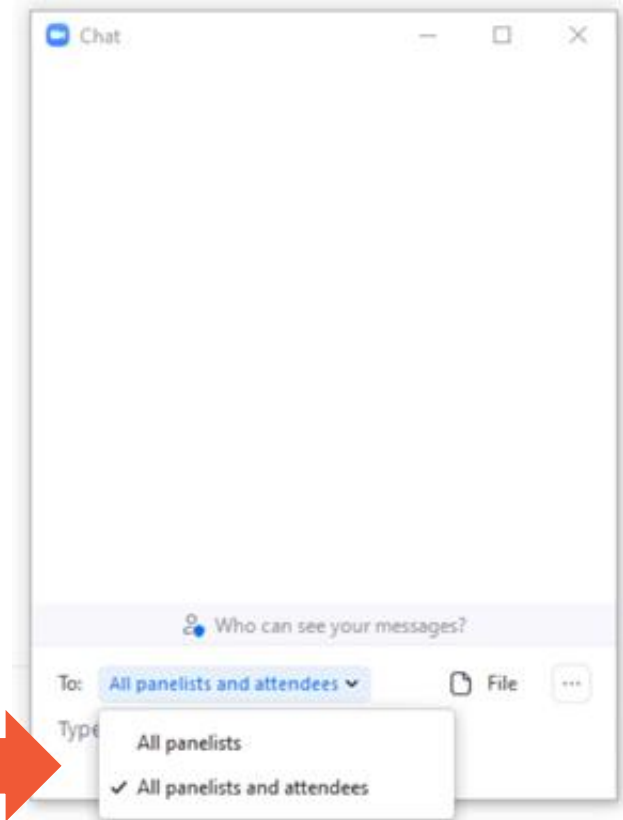 Chat
Who can see your messages?
To: All panelists and attendees File
Type
All panelists
All panelists and attendees